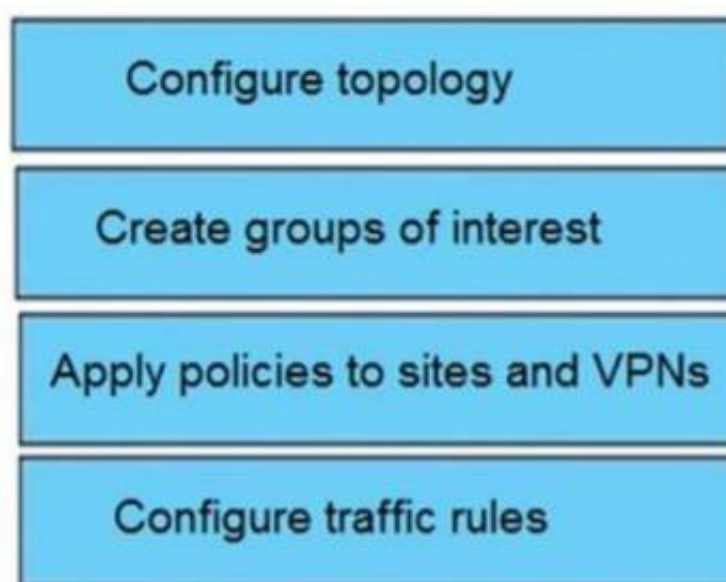 Configure topology
Create groups of interest
Apply policies to sites and VPNs
Configure traffic rules